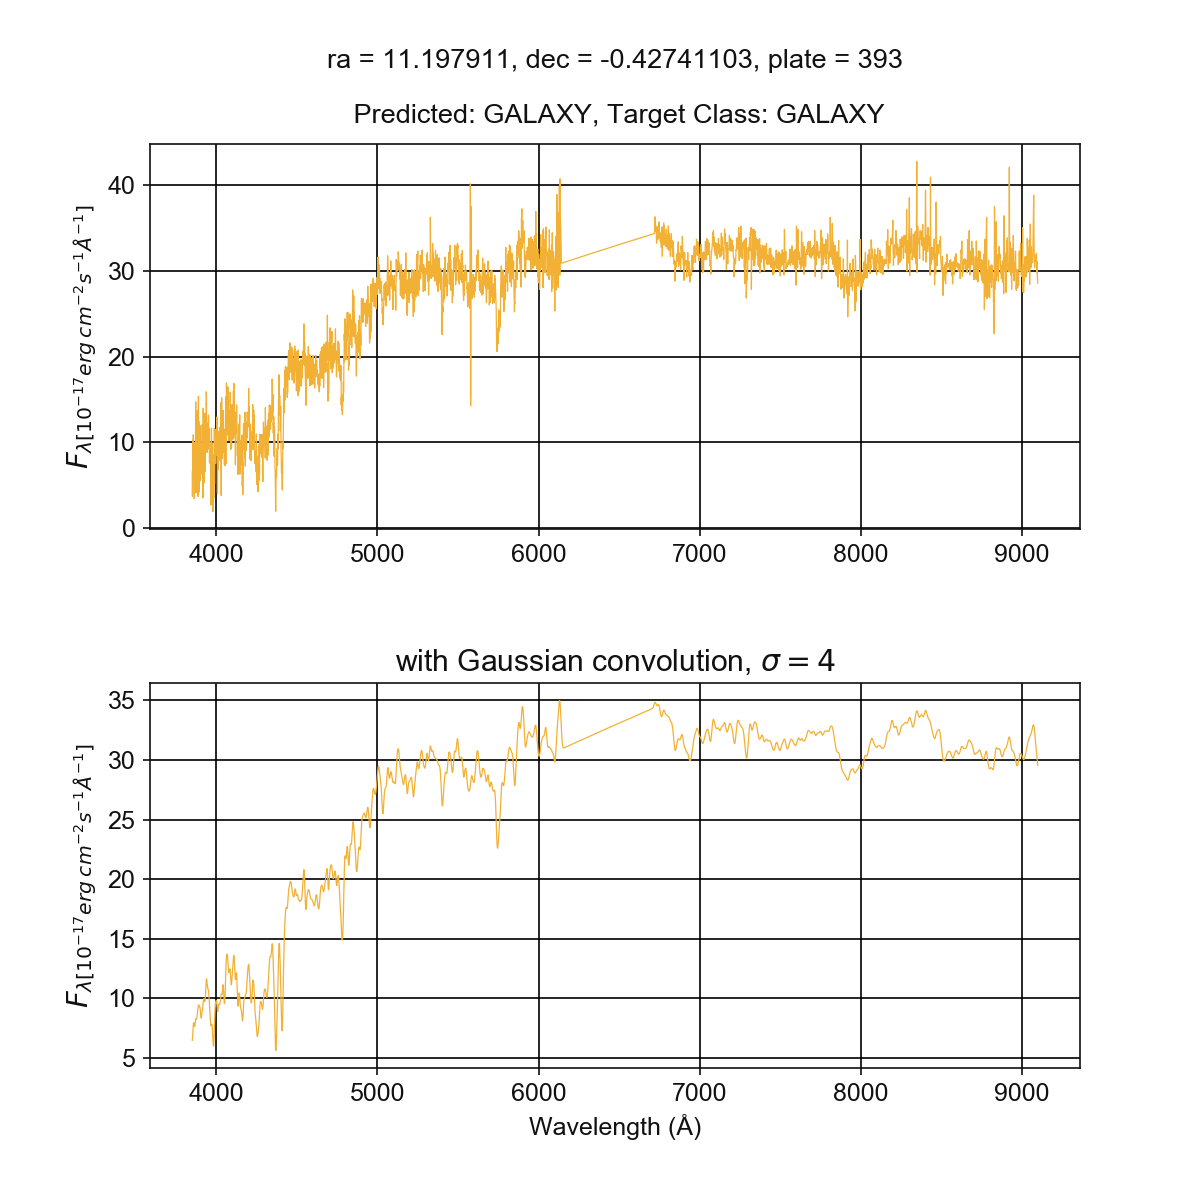 ra = 11.197911, dec = -0.42741103, plate = 393
Predicted: GALAXY, Target Class: GALAXY
F_λ[10^−17 erg cm^−2 s^−1 Å^−1]
40
30
20
10
0
4000 5000 6000 7000 8000 9000
with Gaussian convolution, σ = 4
F_λ[10^−17 erg cm^−2 s^−1 Å^−1]
35
30
25
20
15
10
5
4000 5000 6000 7000 8000 9000
Wavelength (Å)